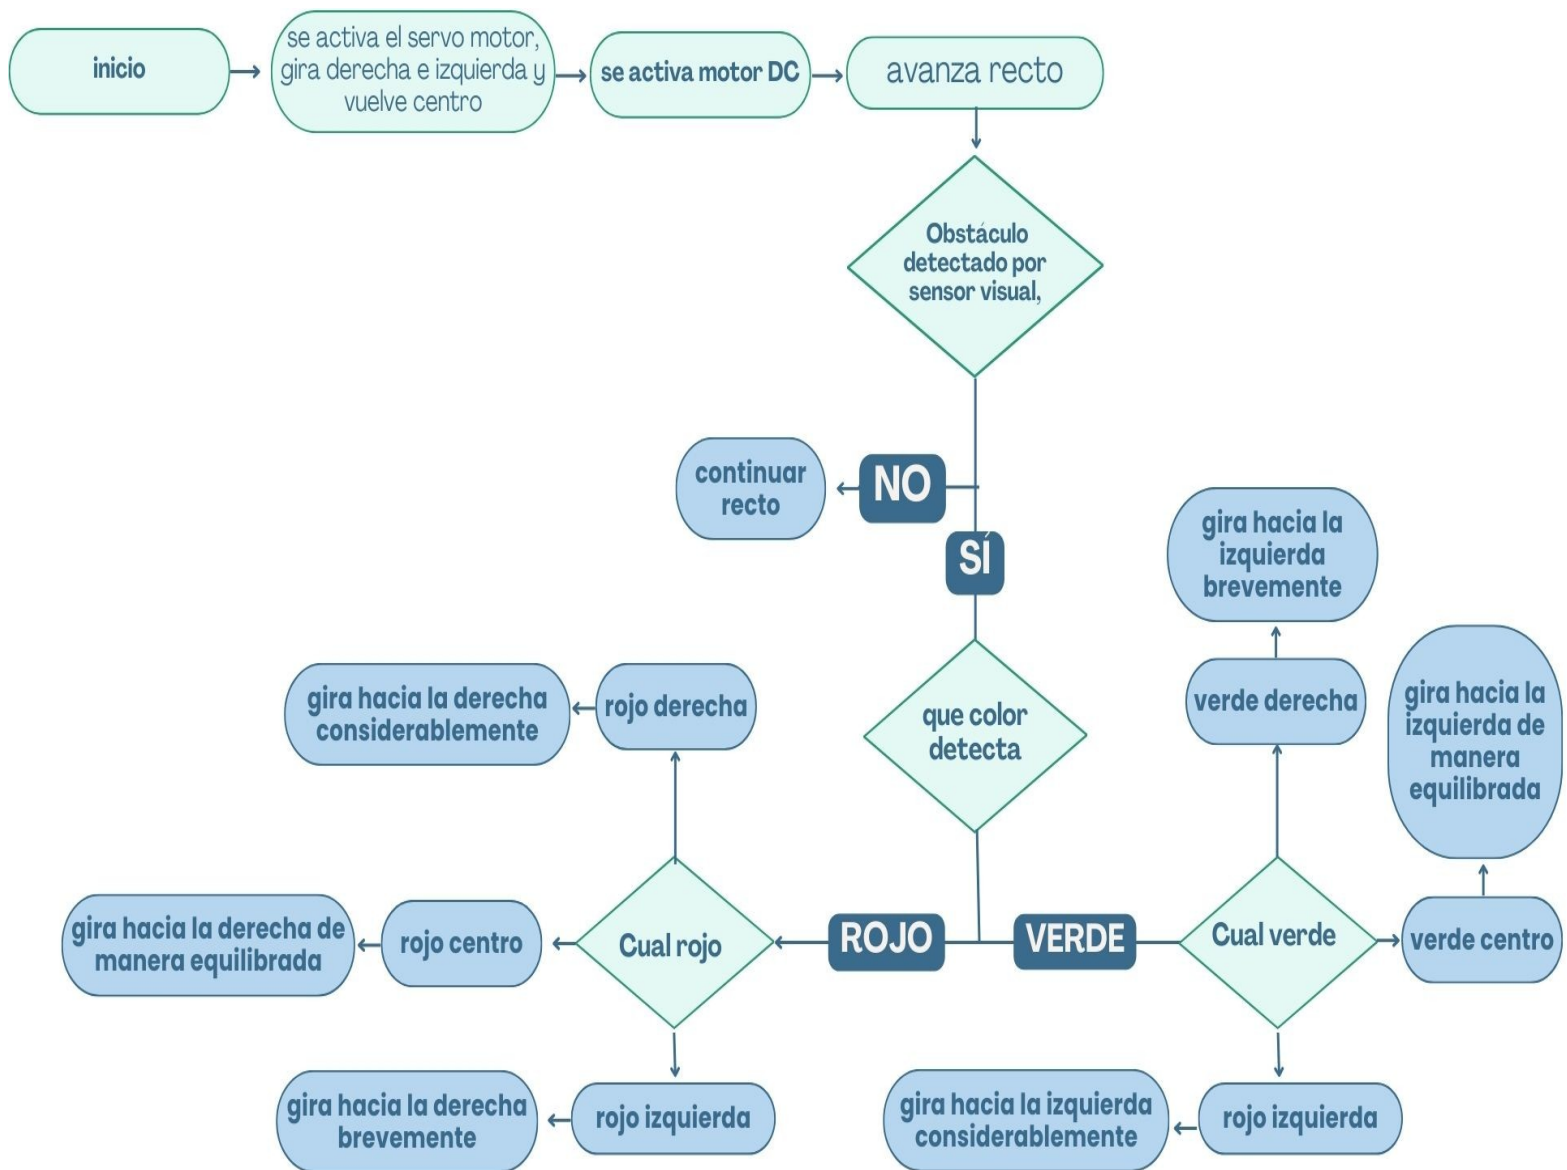 inicio
se activa el servo motor,
gira derecha e izquierda y
vuelve centro
se activa motor DC
avanza recto
Obstáculo
detectado por
sensor visual,
NO
continuar
recto
SÍ
que color
detecta
ROJO
VERDE
Cual rojo
rojo derecha
gira hacia la derecha
considerablemente
rojo centro
gira hacia la derecha de
manera equilibrada
rojo izquierda
gira hacia la derecha
brevemente
Cual verde
verde derecha
gira hacia la
izquierda
brevemente
verde centro
gira hacia la
izquierda de
manera
equilibrada
rojo izquierda
gira hacia la izquierda
considerablemente